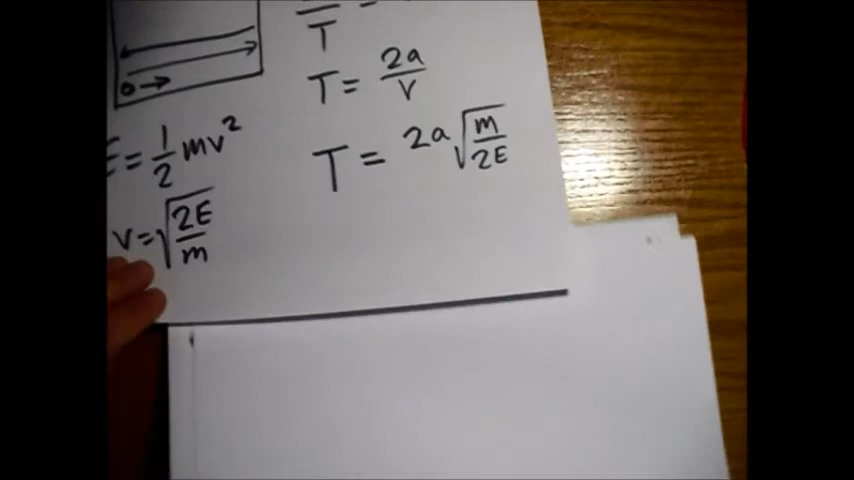 T
T = 2a/v
E = 1/2 mv²
T = 2a √(m/2E)
v = √(2E/m)